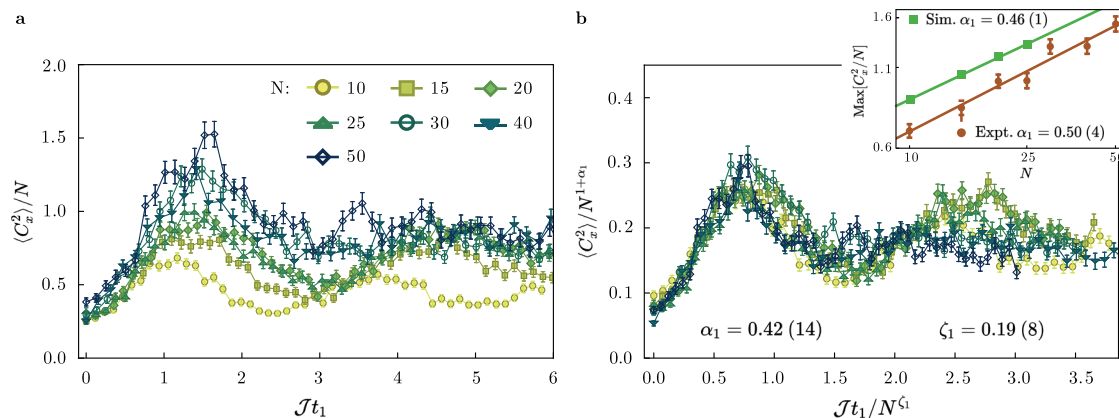 a
2.0
1.5
1.0
0.5
0.0
⟨C_x^2⟩/N
N: 10 15 20
25 30 40
50
0 1 2 3 4 5 6
𝒥t_1
b
0.4
0.3
0.2
0.1
0.0
⟨C_x^2⟩/N^{1+α_1}
α_1 = 0.42 (14) ζ_1 = 0.19 (8)
0.0 0.5 1.0 1.5 2.0 2.5 3.0 3.5
𝒥t_1/N^{ζ_1}
1.6
1.1
0.6
Max[C_x^2/N]
Sim. α_1 = 0.46 (1)
Expt. α_1 = 0.50 (4)
10 25
N